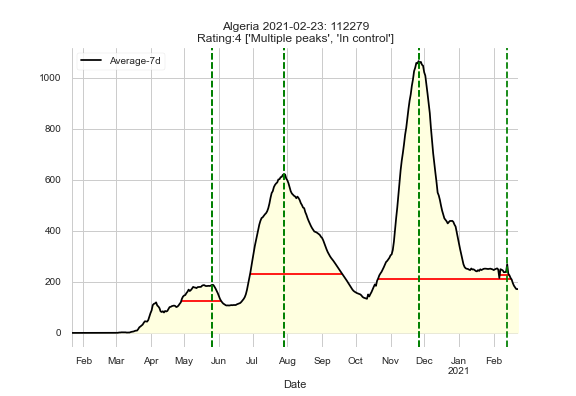 Algeria 2021-02-23: 112279
Rating:4 ['Multiple peaks', 'In control']
Average-7d
1000
800
600
400
200
0
Feb Mar Apr May Jun Jul Aug Sep Oct Nov Dec Jan Feb
2021
Date